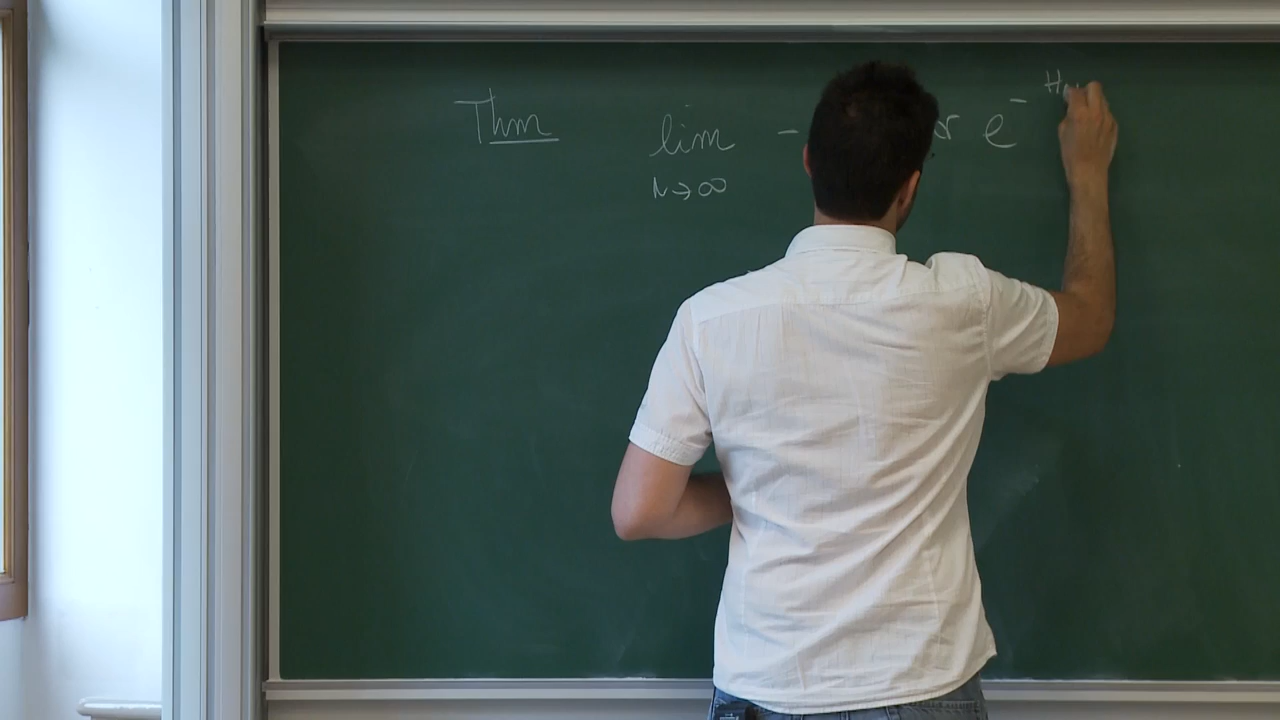 Thm lim - e^-
N→∞